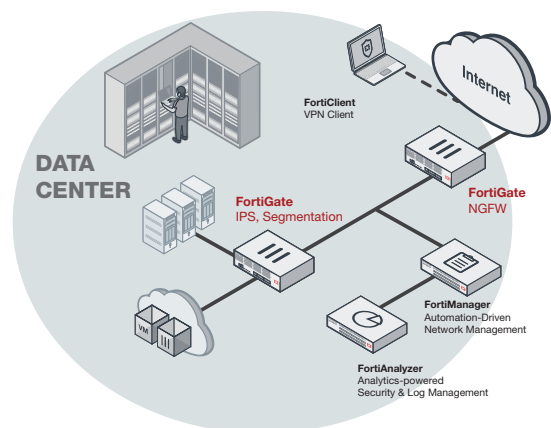 Internet
FortiClient
VPN Client
DATA
CENTER
FortiGate
NGFW
FortiGate
IPS, Segmentation
FortiManager
Automation-Driven
Network Management
VM
FortiAnalyzer
Analytics-powered
Security & Log Management